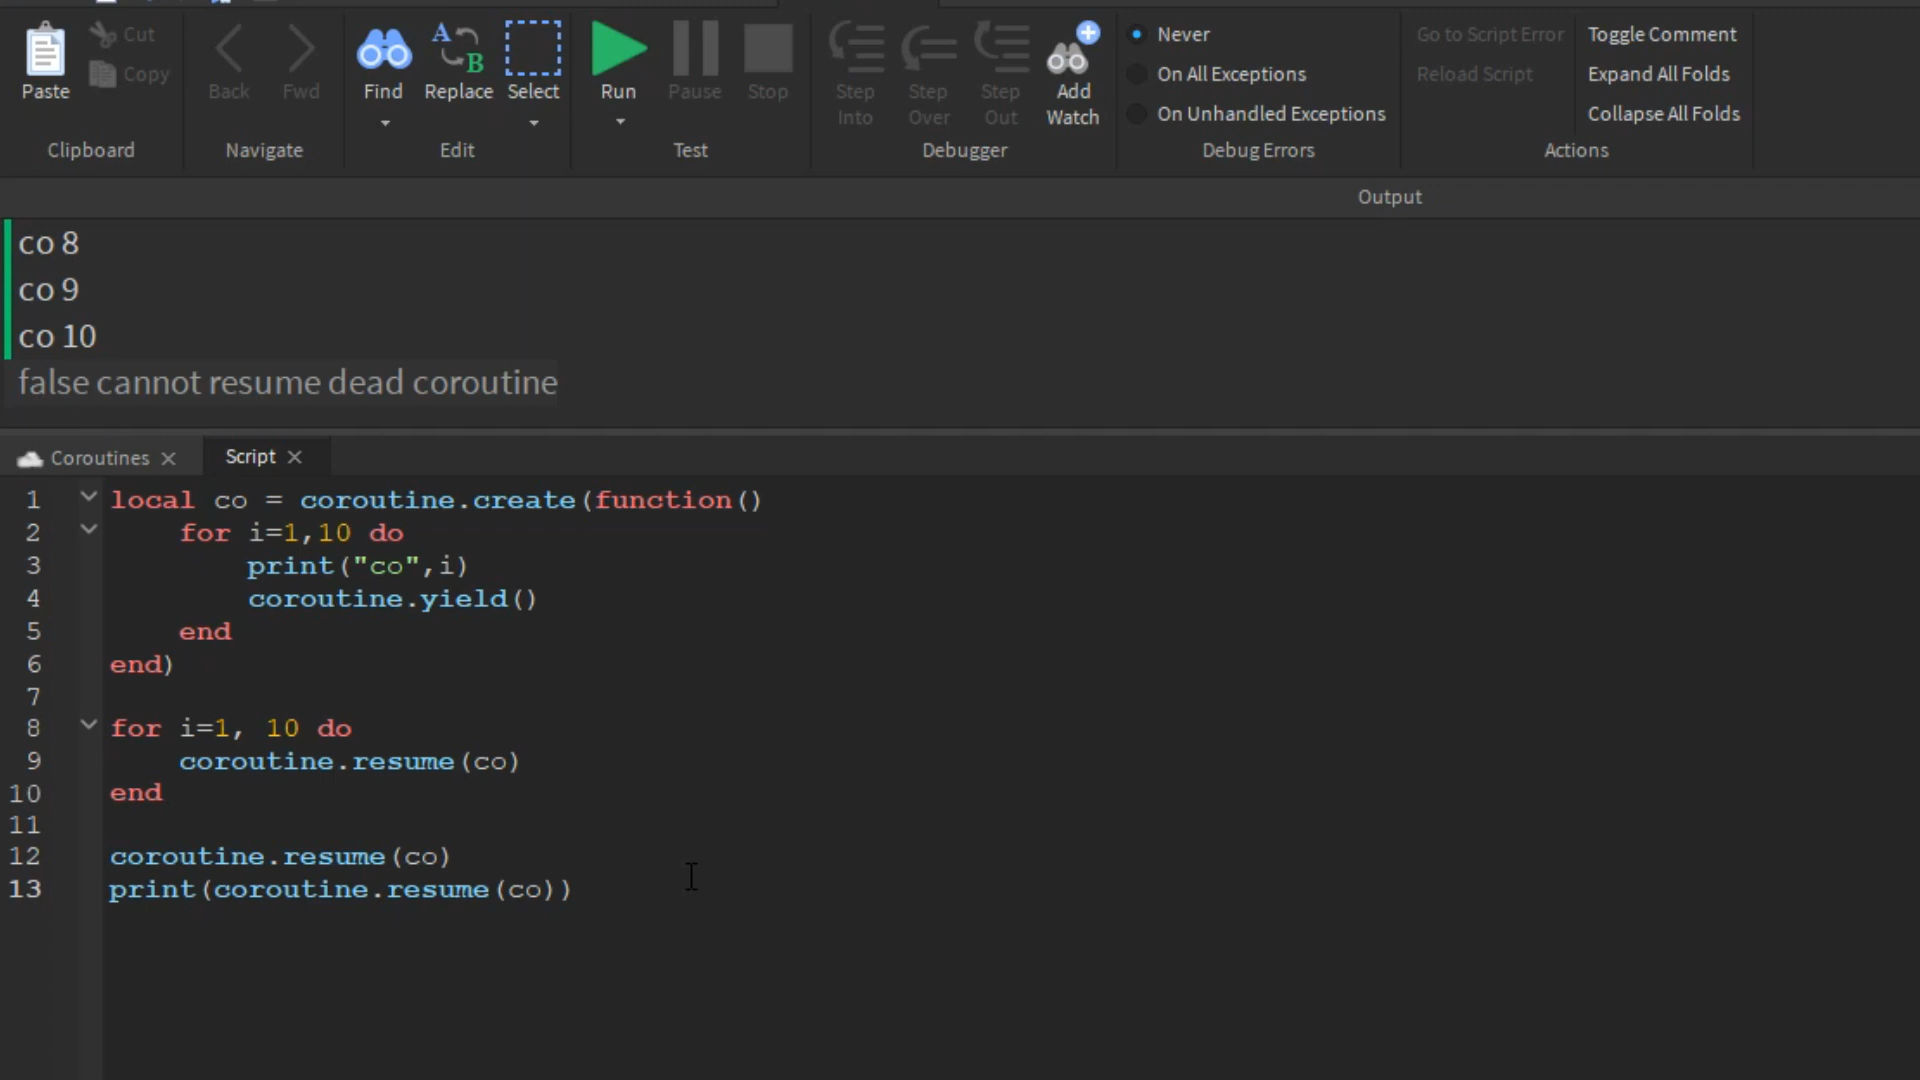 Paste
Cut
Copy
Clipboard
Back
Fwd
Navigate
Find
Replace
Select
Edit
Run
Pause
Stop
Test
Step Into
Step Over
Step Out
Add Watch
Debugger
Never
On All Exceptions
On Unhandled Exceptions
Debug Errors
Go to Script Error
Reload Script
Toggle Comment
Expand All Folds
Collapse All Folds
Actions
Output
co 8
co 9
co 10
false cannot resume dead coroutine
Coroutines
Script
1 local co = coroutine.create(function()
2 for i=1,10 do
3 print("co",i)
4 coroutine.yield()
5 end
6 end)
7
8 for i=1, 10 do
9 coroutine.resume(co)
10 end
11
12 coroutine.resume(co)
13 print(coroutine.resume(co))